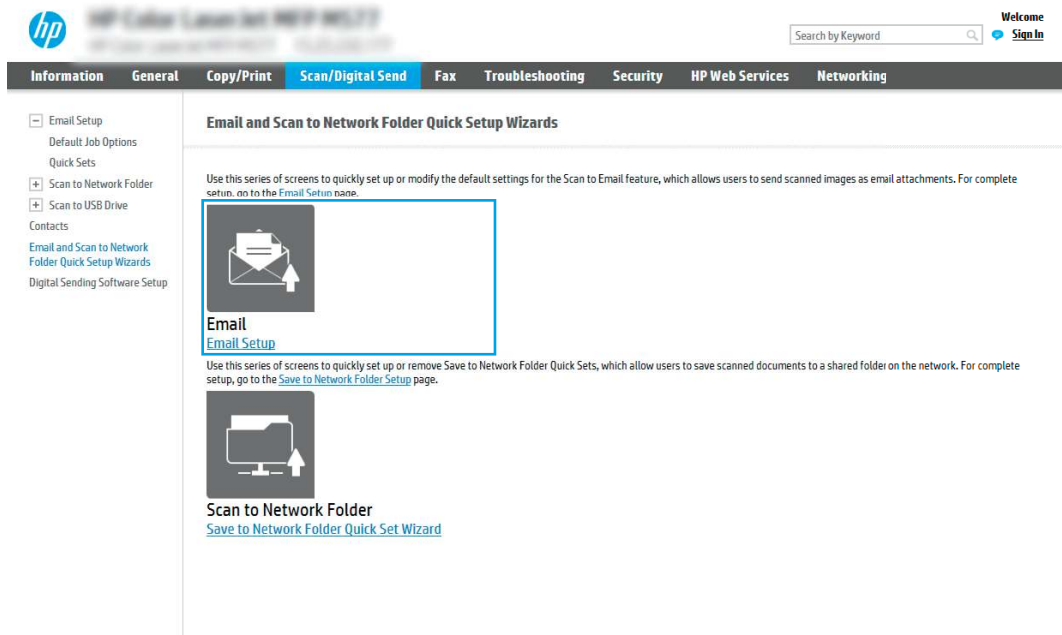 hp
Welcome
Search by Keyword
Sign In
Information General Copy/Print Scan/Digital Send Fax Troubleshooting Security HP Web Services Networking
Email Setup
Default Job Options
Quick Sets
Scan to Network Folder
Scan to USB Drive
Contacts
Email and Scan to Network
Folder Quick Setup Wizards
Digital Sending Software Setup
Email and Scan to Network Folder Quick Setup Wizards
Use this series of screens to quickly set up or modify the default settings for the Scan to Email feature, which allows users to send scanned images as email attachments. For complete
setup, go to the Email Setup page.
Email
Email Setup
Use this series of screens to quickly set up or remove Save to Network Folder Quick Sets, which allow users to save scanned documents to a shared folder on the network. For complete
setup, go to the Save to Network Folder Setup page.
Scan to Network Folder
Save to Network Folder Quick Set Wizard